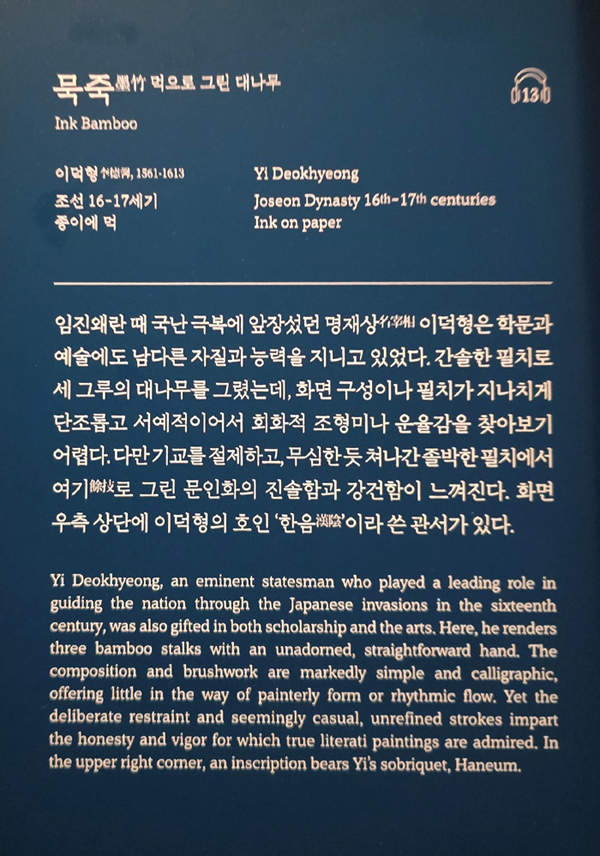 묵죽墨竹 먹으로 그린 대나무
13
Ink Bamboo
이덕형李德馨, 1561-1613
Yi Deokhyeong
조선 16-17세기
Joseon Dynasty 16th-17th centuries
종이에 먹
Ink on paper
임진왜란 때 국난 극복에 앞장섰던 명재상名宰相 이덕형은 학문과
예술에도 남다른 자질과 능력을 지니고 있었다. 간솔한 필치로
세 그루의 대나무를 그렸는데, 화면 구성이나 필치가 지나치게
단조롭고 서예적이어서 회화적 조형미나 운율감을 찾아보기
어렵다. 다만 기교를 절제하고, 무심한 듯 쳐나간 졸박한 필치에서
여기餘技로 그린 문인화의 진솔함과 강건함이 느껴진다. 화면
우측 상단에 이덕형의 호인 ‘한음漢陰’이라 쓴 관서가 있다.
Yi Deokhyeong, an eminent statesman who played a leading role in
guiding the nation through the Japanese invasions in the sixteenth
century, was also gifted in both scholarship and the arts. Here, he renders
three bamboo stalks with an unadorned, straightforward hand. The
composition and brushwork are markedly simple and calligraphic,
offering little in the way of painterly form or rhythmic flow. Yet the
deliberate restraint and seemingly casual, unrefined strokes impart
the honesty and vigor for which true literati paintings are admired. In
the upper right corner, an inscription bears Yi's sobriquet, Haneum.